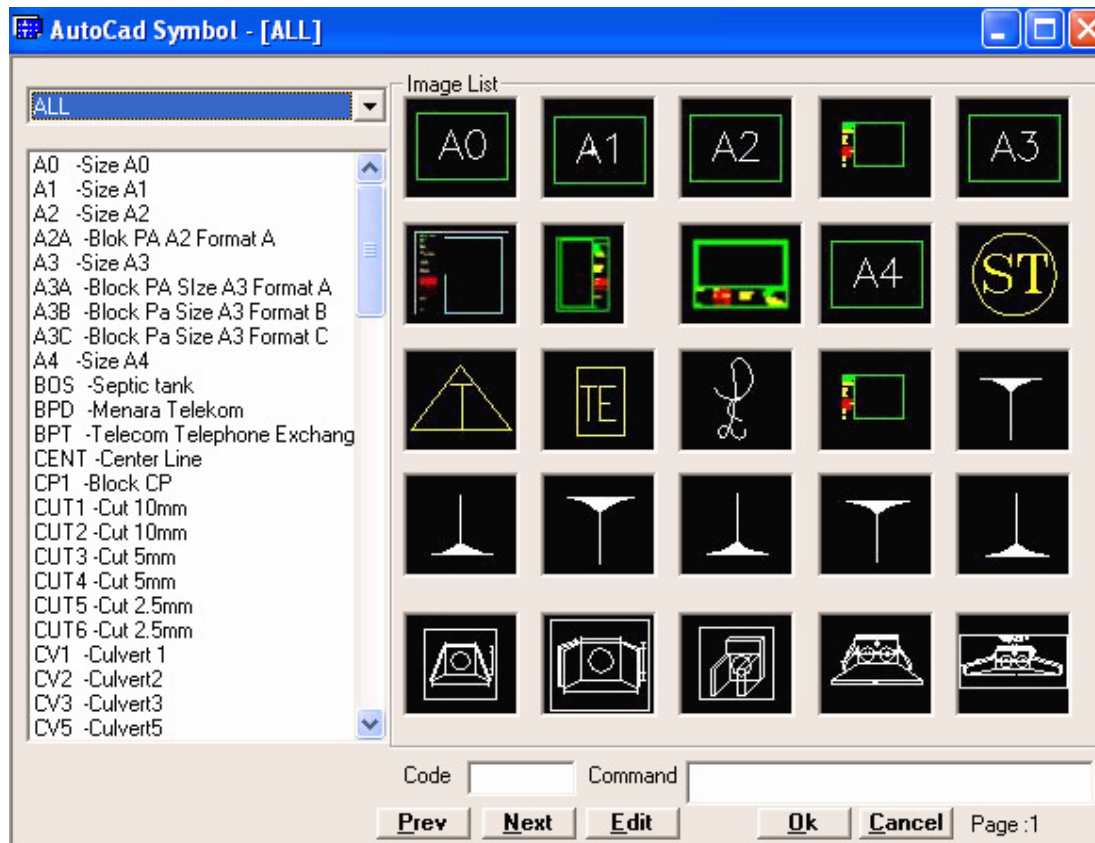 AutoCad Symbol - [ALL]
ALL
A0 -Size A0
A1 -Size A1
A2 -Size A2
A2A -Blok PA A2 Format A
A3 -Size A3
A3A -Block PA SIze A3 Format A
A3B -Block Pa Size A3 Format B
A3C -Block Pa Size A3 Format C
A4 -Size A4
BOS -Septic tank
BPD -Menara Telekom
BPT -Telecom Telephone Exchang
CENT -Center Line
CP1 -Block CP
CUT1 -Cut 10mm
CUT2 -Cut 10mm
CUT3 -Cut 5mm
CUT4 -Cut 5mm
CUT5 -Cut 2.5mm
CUT6 -Cut 2.5mm
CV1 -Culvert 1
CV2 -Culvert2
CV3 -Culvert3
CV5 -Culvert5
Image List
A0 A1 A2 A3
A4 ST
T TE
Code Command
Prev Next Edit Ok Cancel Page :1